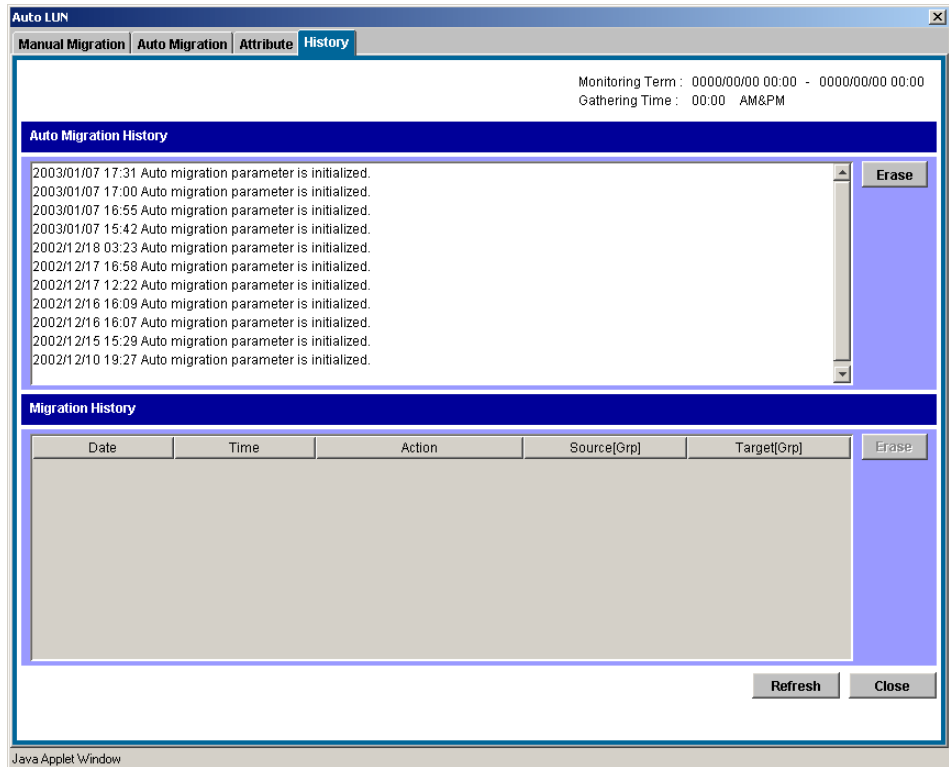 Auto LUN
Manual Migration Auto Migration Attribute History
Monitoring Term : 0000/00/00 00:00 - 0000/00/00 00:00
Gathering Time : 00:00 AM&PM
Auto Migration History
2003/01/07 17:31 Auto migration parameter is initialized.
2003/01/07 17:00 Auto migration parameter is initialized.
2003/01/07 16:55 Auto migration parameter is initialized.
2003/01/07 15:42 Auto migration parameter is initialized.
2002/12/18 03:23 Auto migration parameter is initialized.
2002/12/17 16:58 Auto migration parameter is initialized.
2002/12/17 12:22 Auto migration parameter is initialized.
2002/12/16 16:09 Auto migration parameter is initialized.
2002/12/16 16:07 Auto migration parameter is initialized.
2002/12/15 15:29 Auto migration parameter is initialized.
2002/12/10 19:27 Auto migration parameter is initialized.
Erase
Migration History
Date Time Action Source[Grp] Target[Grp]
Erase
Refresh Close
Java Applet Window